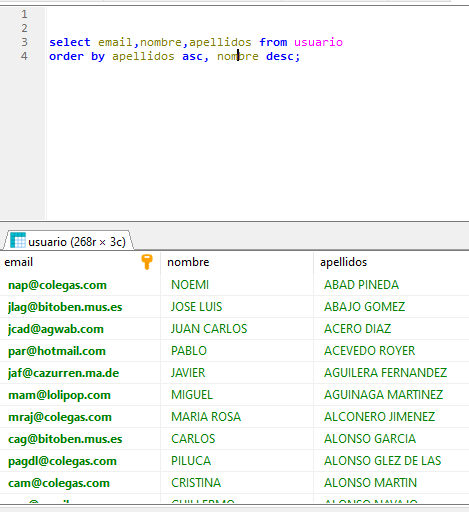 1
2
3 select email,nombre,apellidos from usuario
4 order by apellidos asc, nombre desc;
usuario (268r × 3c)
email nombre apellidos
nap@colegas.com NOEMI ABAD PINEDA
jlag@bitoben.mus.es JOSE LUIS ABAJO GOMEZ
jcad@agwab.com JUAN CARLOS ACERO DIAZ
par@hotmail.com PABLO ACEVEDO ROYER
jaf@cazurren.ma.de JAVIER AGUILERA FERNANDEZ
mam@lolipop.com MIGUEL AGUINAGA MARTINEZ
mraj@colegas.com MARIA ROSA ALCONERO JIMENEZ
cag@bitoben.mus.es CARLOS ALONSO GARCIA
pagdl@colegas.com PILUCA ALONSO GLEZ DE LAS
cam@colegas.com CRISTINA ALONSO MARTIN
GUILLERMO ALONSO NAVAJO